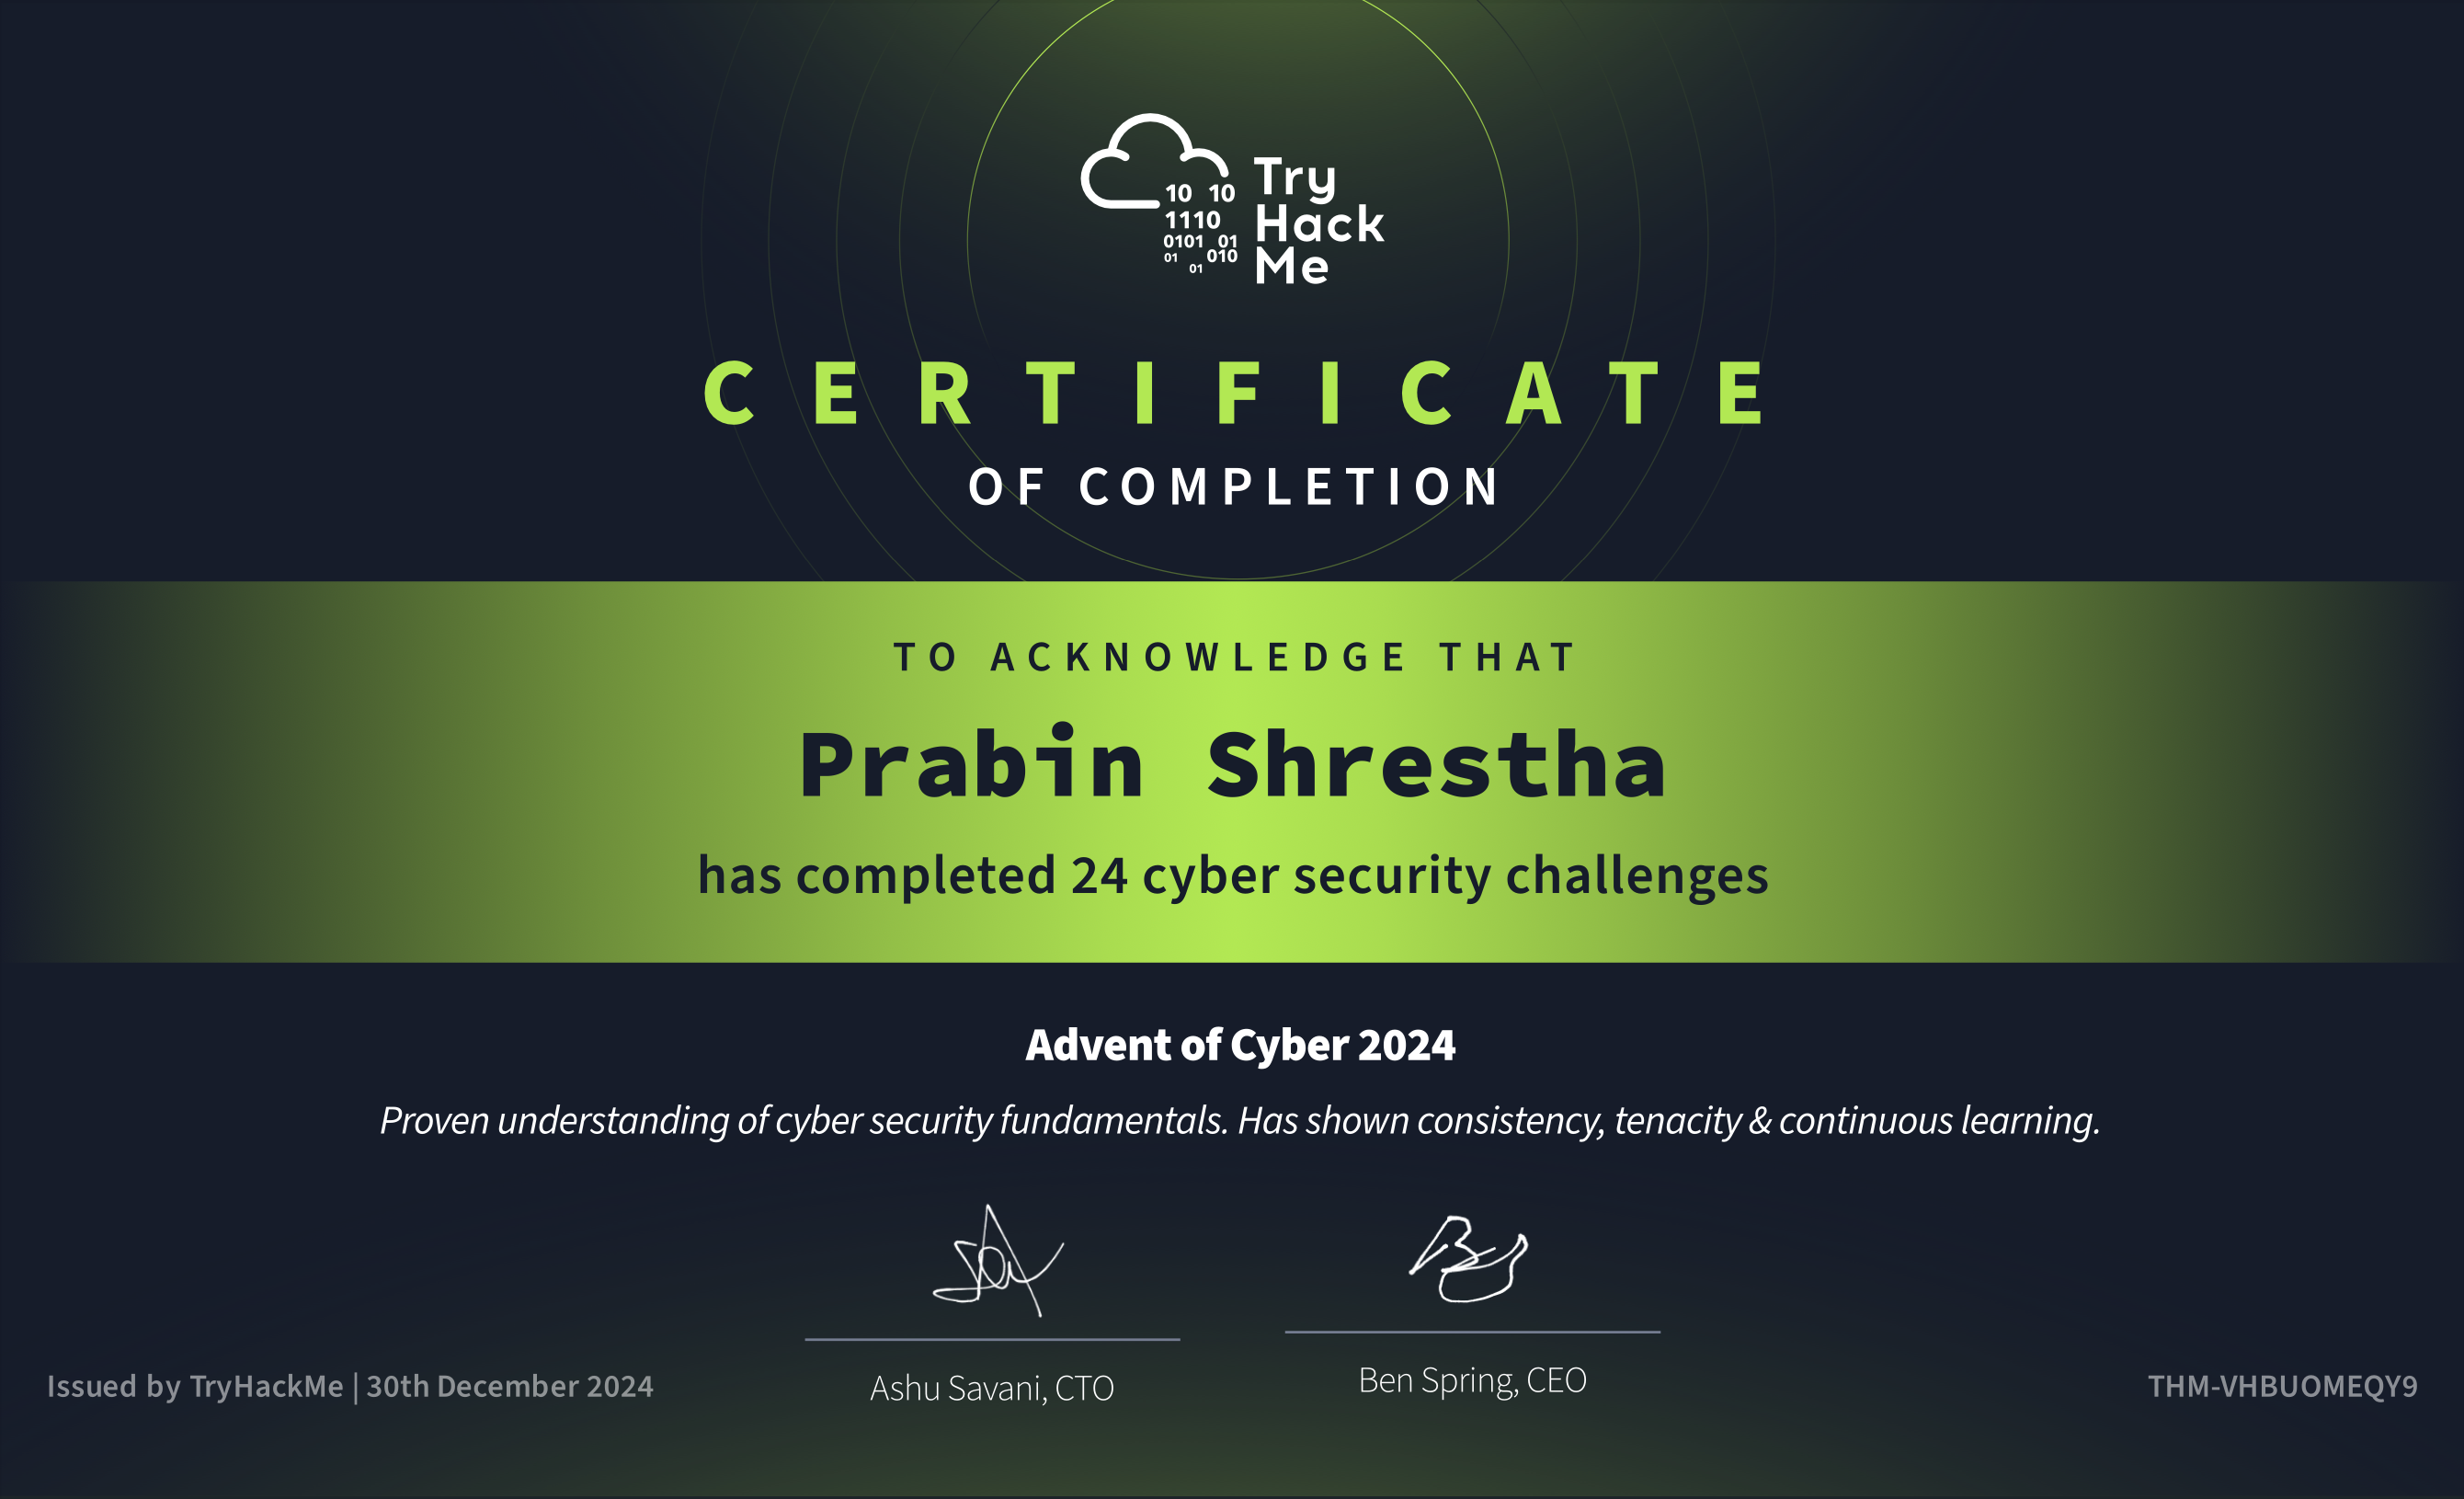 10 10
1110
0101 01
01 010
01
Try
Hack
Me
CERTIFICATE
OF COMPLETION
TO ACKNOWLEDGE THAT
Prabin Shrestha
has completed 24 cyber security challenges
Advent of Cyber 2024
Proven understanding of cyber security fundamentals. Has shown consistency, tenacity & continuous learning.
Ashu Savani, CTO
Ben Spring, CEO
Issued by TryHackMe | 30th December 2024
THM-VHBUOMEQY9